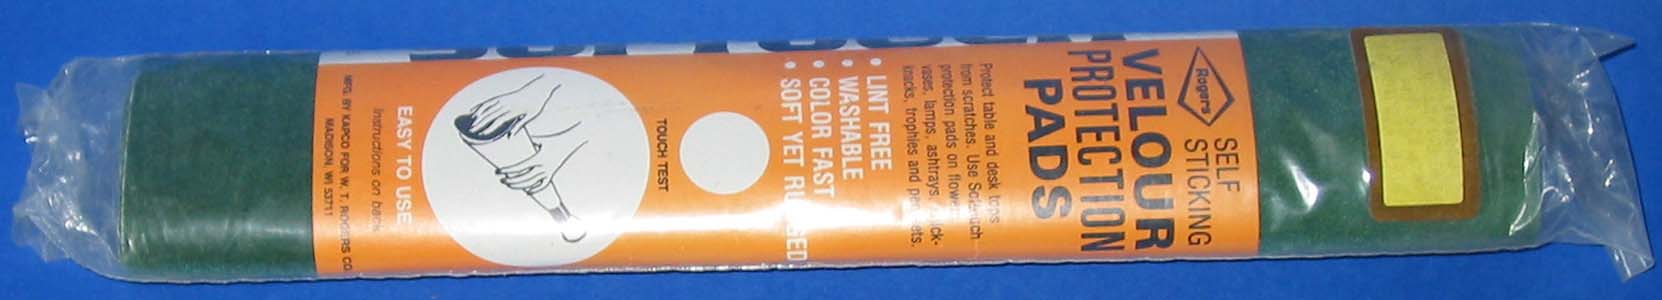 Rogers
SELF
STICKING
VELOUR
PROTECTION
PADS
Protect table and desk tops
from scratches. Use
protection pads on
vases, lamps, ashtrays,
knacks, trophies and
• LINT FREE
• WASHABLE
• COLOR FAST
• SOFT YET
TOUCH TEST
EASY TO USE
Instructions on back
MFG. BY KAPCO FOR W. T. ROGERS CO.
MADISON, WI 53711